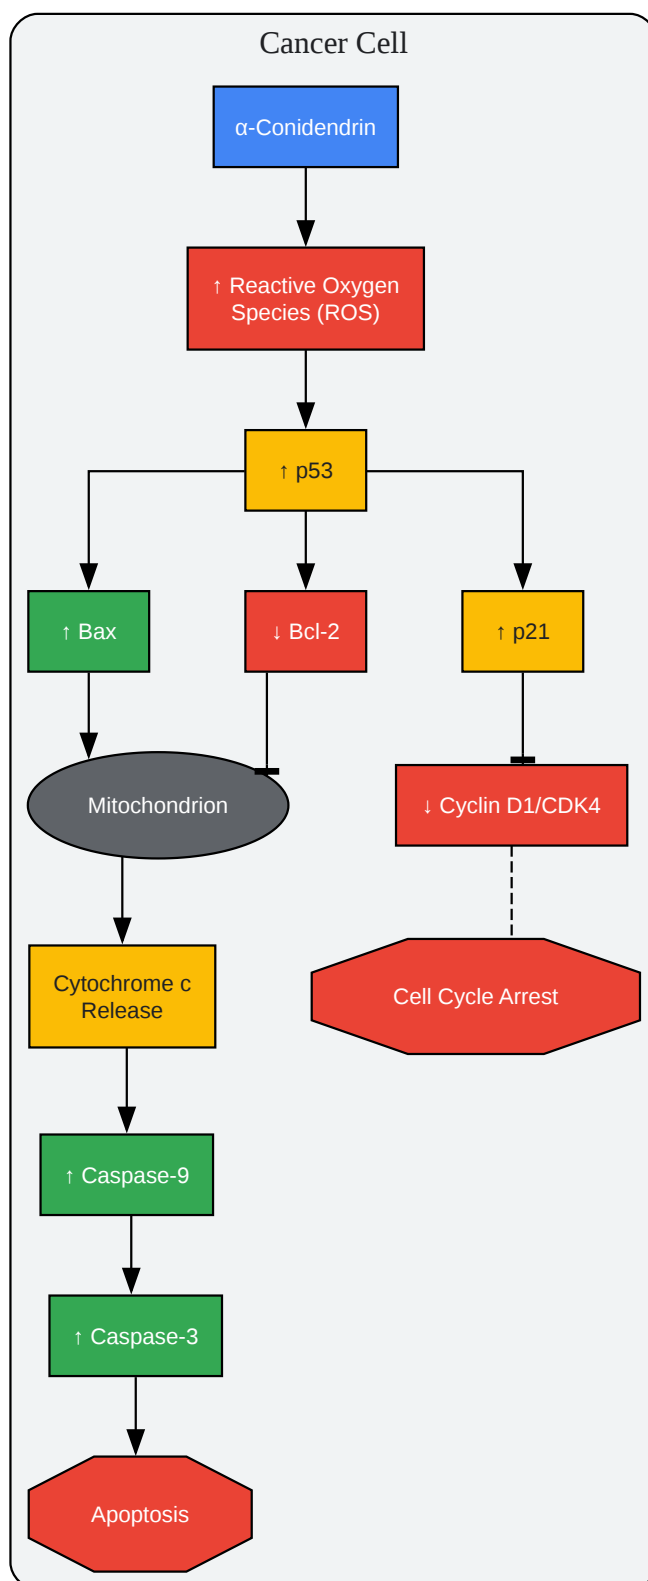 Cancer Cell
α-Conidendrin
↑ Reactive Oxygen
Species (ROS)
↑ p53
↑ Bax
↓ Bcl-2
↑ p21
Mitochondrion
↓ Cyclin D1/CDK4
Cytochrome c
Release
Cell Cycle Arrest
↑ Caspase-9
↑ Caspase-3
Apoptosis